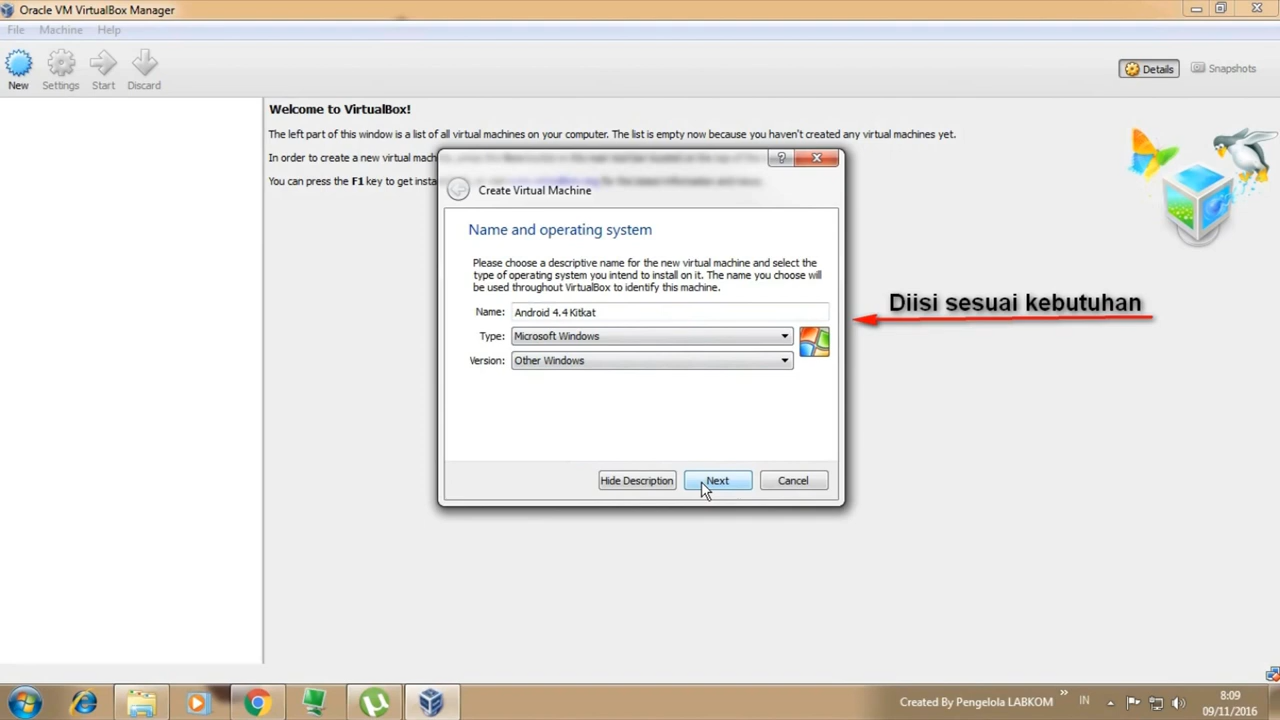 Oracle VM VirtualBox Manager
File Machine Help
New Settings Start Discard
Details Snapshots
Welcome to VirtualBox!
The left part of this window is a list of all virtual machines on your computer. The list is empty now because you haven't created any virtual machines yet.
In order to create a new virtual
You can press the F1 key to get
Create Virtual Machine
Name and operating system
Please choose a descriptive name for the new virtual machine and select the
type of operating system you intend to install on it. The name you choose will
be used throughout VirtualBox to identify this machine.
Name: Android 4.4 Kitkat
Type: Microsoft Windows
Version: Other Windows
Diisi sesuai kebutuhan
Hide Description Next Cancel
Created By Pengelola LABKOM
IN
8:09
09/11/2016